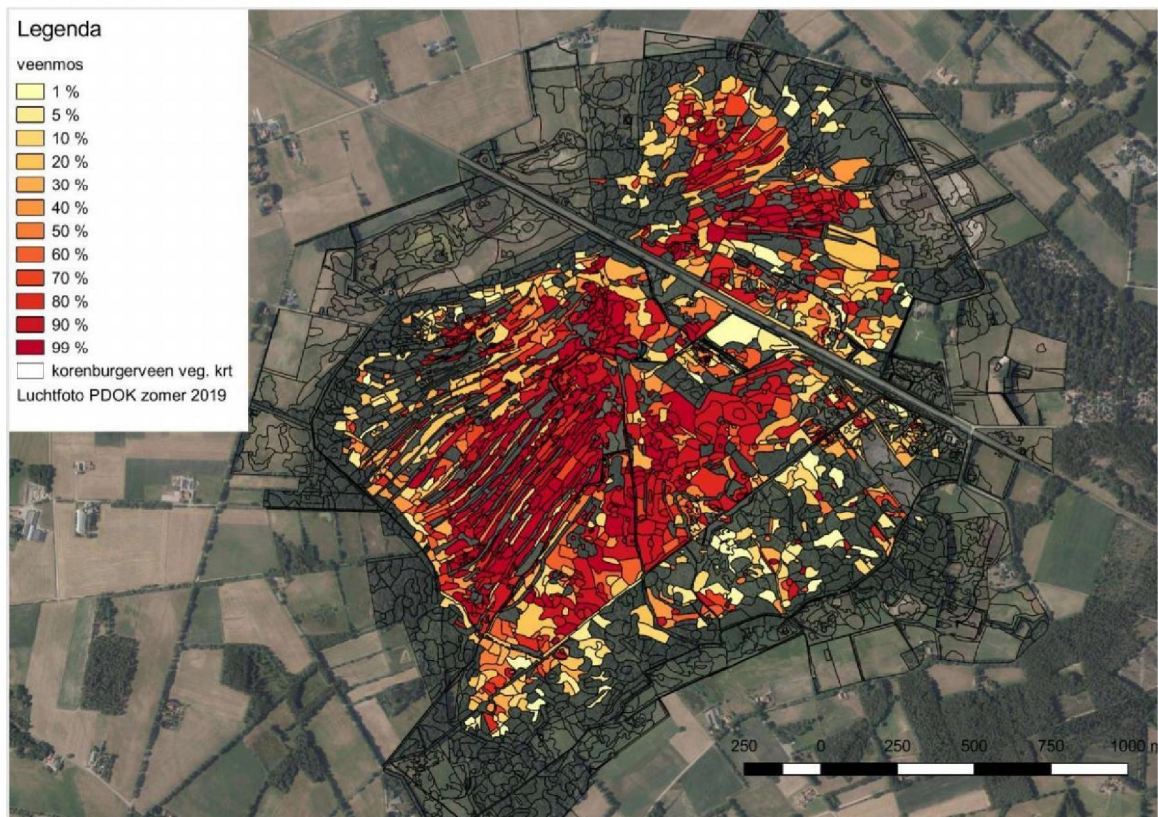 Legenda
veenmos
1 %
5 %
10 %
20 %
30 %
40 %
50 %
60 %
70 %
80 %
90 %
99 %
korenburgerveen veg. krt
Luchtfoto PDOK zomer 2019
250 0 250 500 750 1000 m